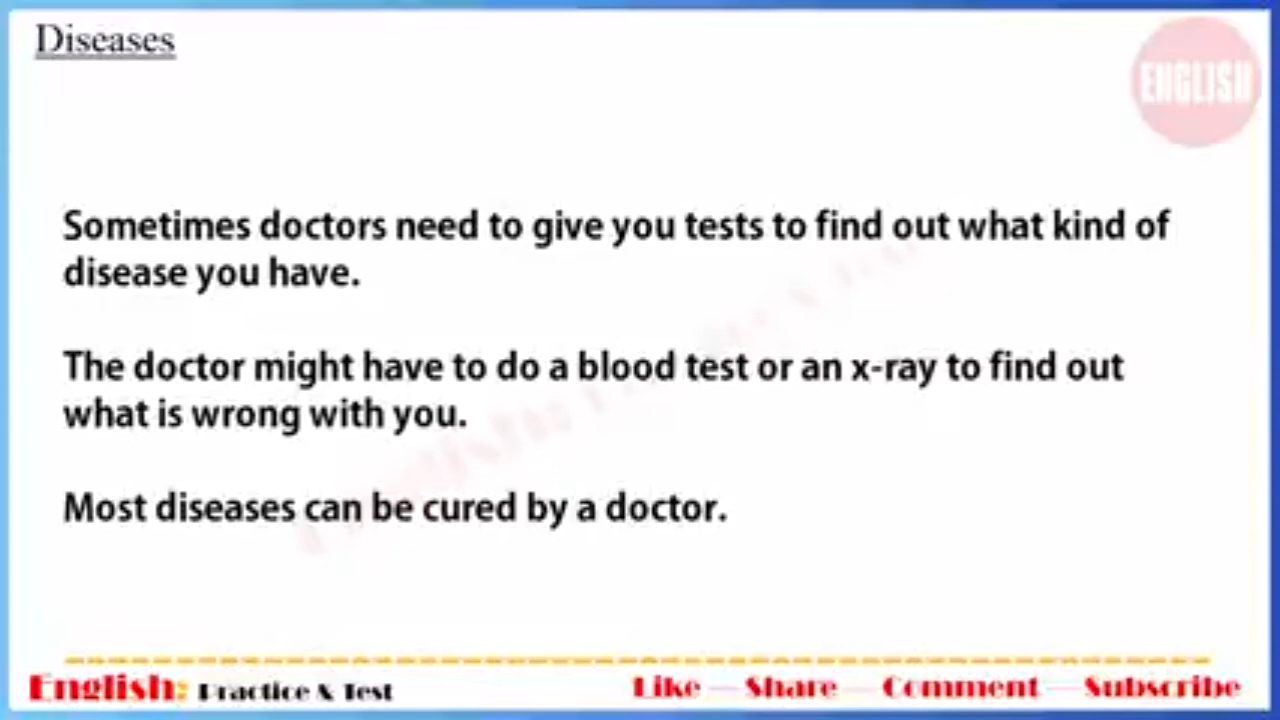 Diseases
ENGLISH
Sometimes doctors need to give you tests to find out what kind of
disease you have.
The doctor might have to do a blood test or an x-ray to find out
what is wrong with you.
Most diseases can be cured by a doctor.
English: Practice & Test
Like — Share — Comment — Subscribe